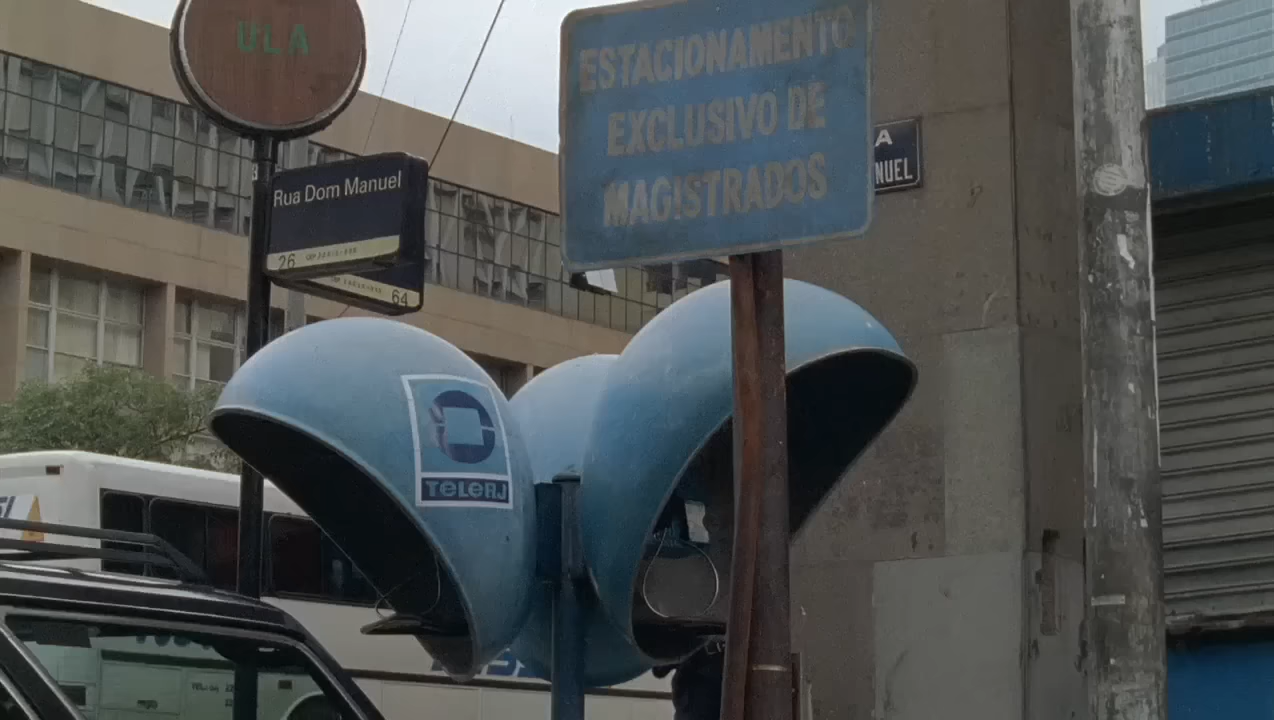 ULA
Rua Dom Manuel
26
64
ESTACIONAMENTO
EXCLUSIVO DE
MAGISTRADOS
A
NUEL
TELERJ